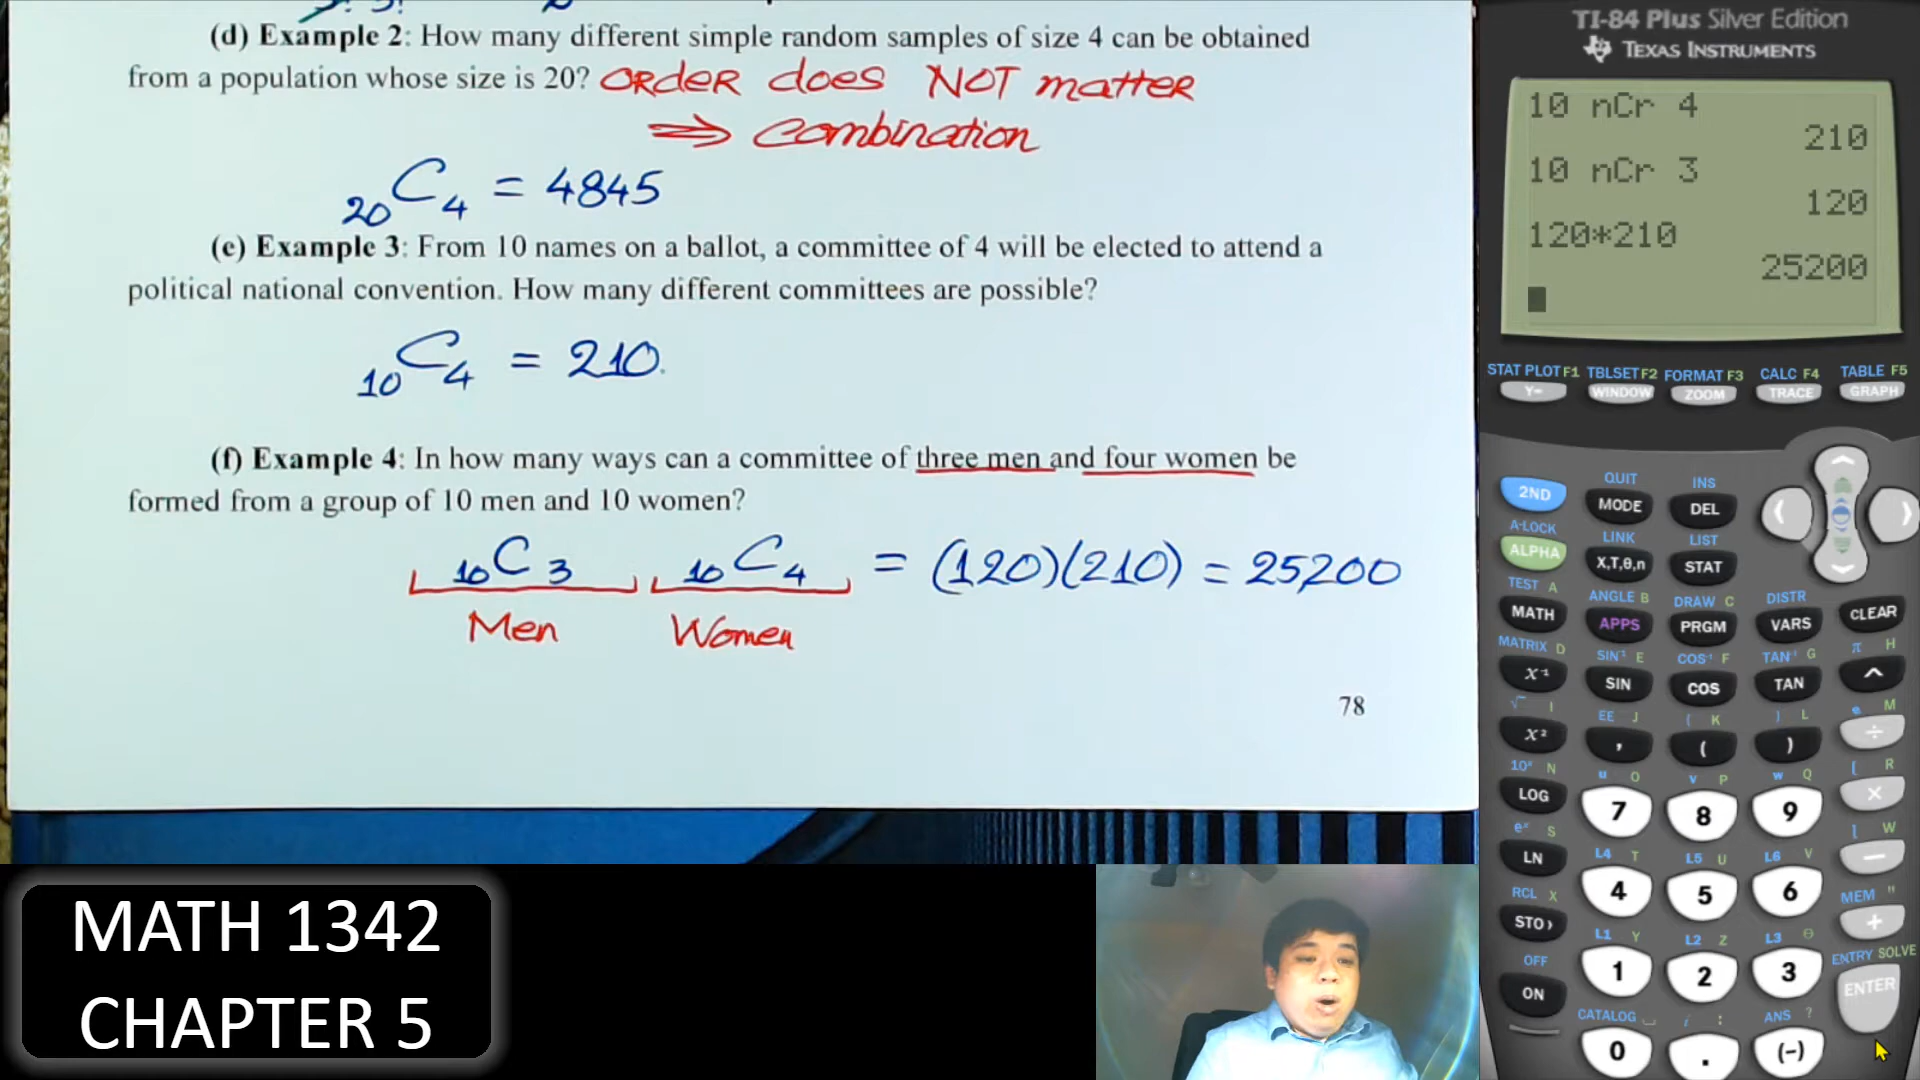 (d) Example 2: How many different simple random samples of size 4 can be obtained
from a population whose size is 20? ORder does NOT matter
⇒ combination
20C4 = 4845
(e) Example 3: From 10 names on a ballot, a committee of 4 will be elected to attend a
political national convention. How many different committees are possible?
10C4 = 210.
(f) Example 4: In how many ways can a committee of three men and four women be
formed from a group of 10 men and 10 women?
10C3 10C4 = (120)(210) = 25,200
Men Women
78
MATH 1342
CHAPTER 5
TI-84 Plus Silver Edition
TEXAS INSTRUMENTS
10 nCr 4
210
10 nCr 3
120
120*210
25200
STAT PLOT F1 TBLSET F2 FORMAT F3 CALC F4 TABLE F5
Y= WINDOW ZOOM TRACE GRAPH
QUIT INS
2ND MODE DEL
A-LOCK LINK LIST
ALPHA X,T,θ,n STAT
TEST A ANGLE B DRAW C DISTR
MATH APPS PRGM VARS CLEAR
MATRIX D SIN⁻¹ E COS⁻¹ F TAN⁻¹ G π H
X⁻¹ SIN COS TAN ^
√ I EE J { K } L e M
X² , ( ) ÷
10ˣ N u O v P w Q [ R
LOG 7 8 9 ×
eˣ S L4 T L5 U L6 V ] W
LN 4 5 6 −
RCL X L1 Y L2 Z L3 θ MEM "
STO› 1 2 3 +
OFF ENTRY SOLVE
ON ENTER
CATALOG ⎵ i : ANS ?
0 . (-)